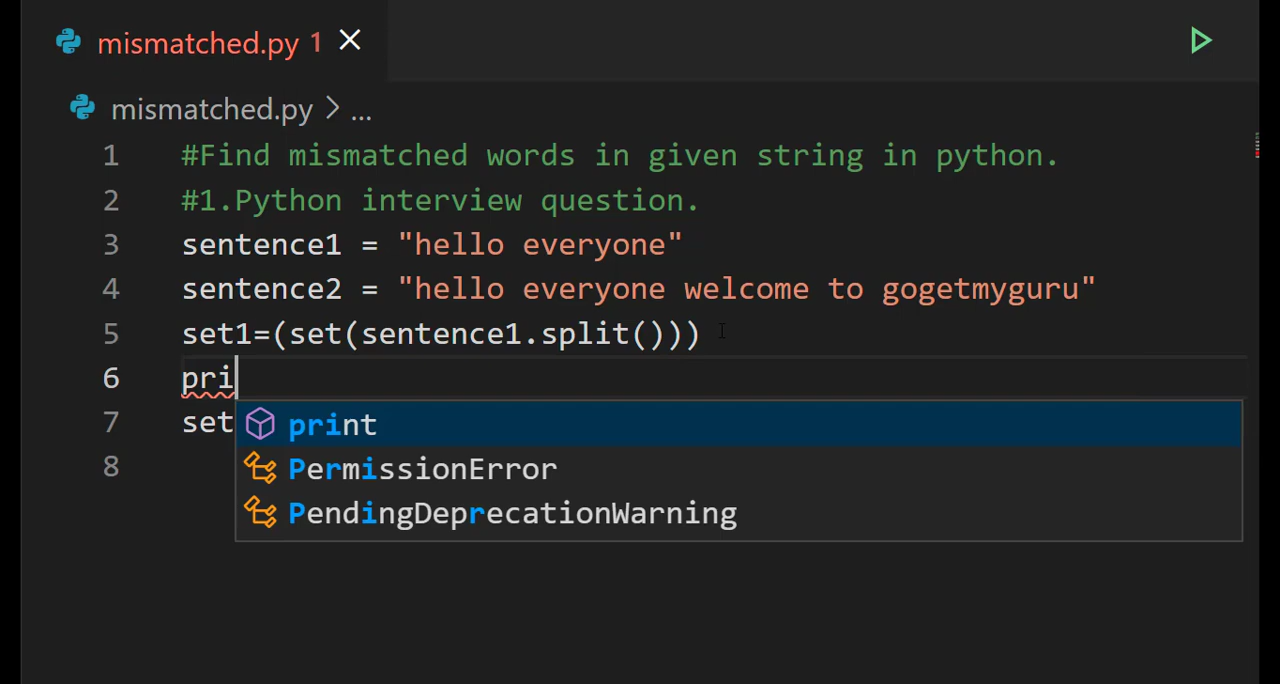 mismatched.py 1
mismatched.py > ...
1 #Find mismatched words in given string in python.
2 #1.Python interview question.
3 sentence1 = "hello everyone"
4 sentence2 = "hello everyone welcome to gogetmyguru"
5 set1=(set(sentence1.split()))
6 pri
print
7 set
PermissionError
8
PendingDeprecationWarning